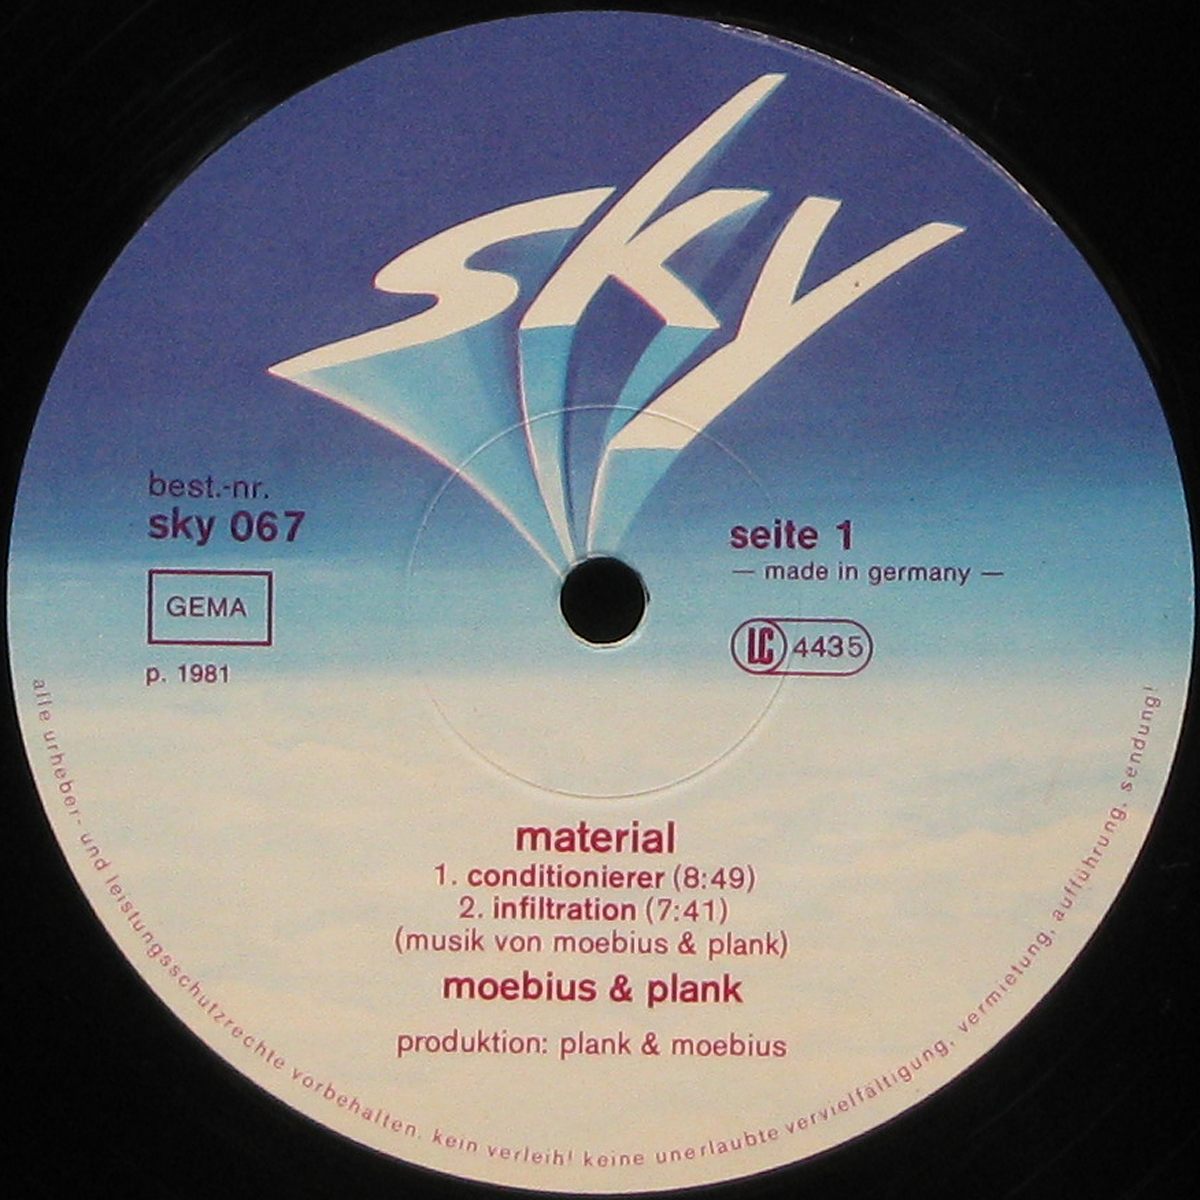 sky
best.-nr.
sky 067
GEMA
p. 1981
seite 1
— made in germany —
LC 4435
material
1. conditionierer (8:49)
2. infiltration (7:41)
(musik von moebius & plank)
moebius & plank
produktion: plank & moebius
alle urheber- und leistungsschutzrechte vorbehalten. kein verleih! keine unerlaubte vervielfältigung, vermietung, aufführung, sendung!